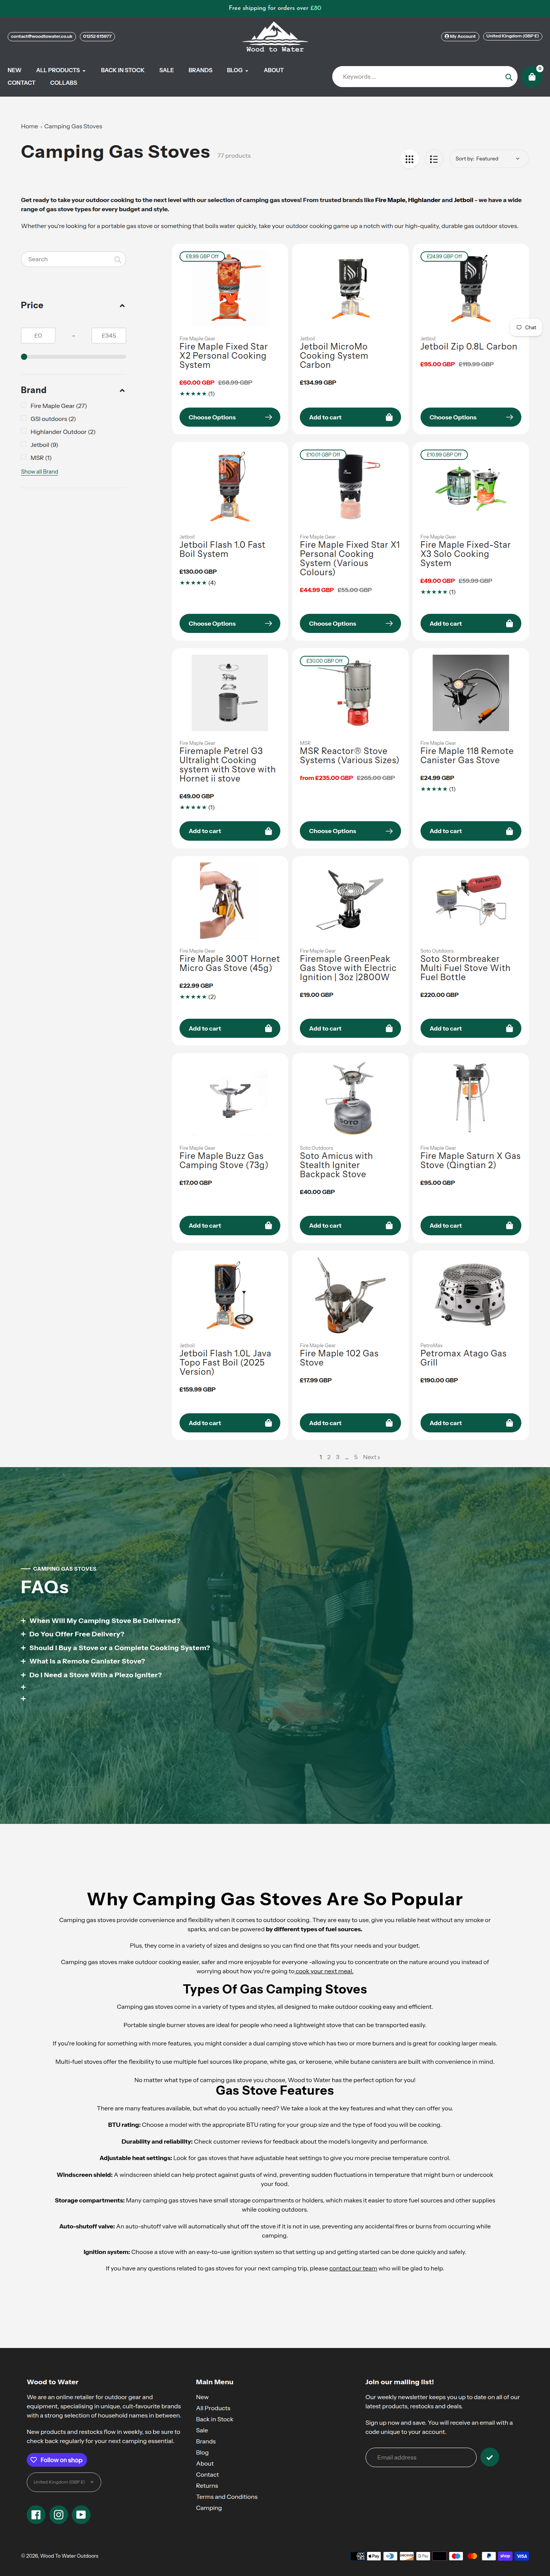 Free shipping for orders over £80
contact@woodtowater.co.uk
01252 615977
Wood to Water
My Account
United Kingdom (GBP £)
NEW
ALL PRODUCTS
BACK IN STOCK
SALE
BRANDS
BLOG
ABOUT
CONTACT
COLLABS
Keywords ...
0
Home - Camping Gas Stoves
Camping Gas Stoves
77 products
Sort by: Featured
Get ready to take your outdoor cooking to the next level with our selection of camping gas stoves! From trusted brands like Fire Maple, Highlander and Jetboil - we have a wide
range of gas stove types for every budget and style.
Whether you're looking for a portable gas stove or something that boils water quickly, take your outdoor cooking game up a notch with our high-quality, durable gas outdoor stoves.
Search
Price
£0
-
£345
Brand
Fire Maple Gear (27)
GSI outdoors (2)
Highlander Outdoor (2)
Jetboil (9)
MSR (1)
Show all Brand
£8.99 GBP Off
Fire Maple Gear
Fire Maple Fixed Star
X2 Personal Cooking
System
£60.00 GBP £68.99 GBP
★★★★★ (1)
Choose Options
Jetboil
Jetboil MicroMo
Cooking System
Carbon
£134.99 GBP
Add to cart
£24.99 GBP Off
Jetboil
Jetboil Zip 0.8L Carbon
£95.00 GBP £119.99 GBP
Choose Options
Chat
Jetboil
Jetboil Flash 1.0 Fast
Boil System
£130.00 GBP
★★★★★ (4)
Choose Options
£10.01 GBP Off
Fire Maple Gear
Fire Maple Fixed Star X1
Personal Cooking
System (Various
Colours)
£44.99 GBP £55.00 GBP
Choose Options
£10.99 GBP Off
Fire Maple Gear
Fire Maple Fixed-Star
X3 Solo Cooking
System
£49.00 GBP £59.99 GBP
★★★★★ (1)
Add to cart
Fire Maple Gear
Firemaple Petrel G3
Ultralight Cooking
system with Stove with
Hornet ii stove
£49.00 GBP
★★★★★ (1)
Add to cart
£30.00 GBP Off
MSR
MSR Reactor® Stove
Systems (Various Sizes)
from £235.00 GBP £265.00 GBP
Choose Options
Fire Maple Gear
Fire Maple 118 Remote
Canister Gas Stove
£24.99 GBP
★★★★★ (1)
Add to cart
Fire Maple Gear
Fire Maple 300T Hornet
Micro Gas Stove (45g)
£22.99 GBP
★★★★★ (2)
Add to cart
Fire Maple Gear
Firemaple GreenPeak
Gas Stove with Electric
Ignition | 3oz |2800W
£19.00 GBP
Add to cart
Soto Outdoors
Soto Stormbreaker
Multi Fuel Stove With
Fuel Bottle
£220.00 GBP
Add to cart
Fire Maple Gear
Fire Maple Buzz Gas
Camping Stove (73g)
£17.00 GBP
Add to cart
SOTO
Soto Outdoors
Soto Amicus with
Stealth Igniter
Backpack Stove
£40.00 GBP
Add to cart
Fire Maple Gear
Fire Maple Saturn X Gas
Stove (Qingtian 2)
£95.00 GBP
Add to cart
Jetboil
Jetboil Flash 1.0L Java
Topo Fast Boil (2025
Version)
£159.99 GBP
Add to cart
Fire Maple Gear
Fire Maple 102 Gas
Stove
£17.99 GBP
Add to cart
PetroMax
Petromax Atago Gas
Grill
£190.00 GBP
Add to cart
1 2 3 ... 5 Next ›
CAMPING GAS STOVES
FAQs
+ When Will My Camping Stove Be Delivered?
+ Do You Offer Free Delivery?
+ Should I Buy a Stove or a Complete Cooking System?
+ What Is a Remote Canister Stove?
+ Do I Need a Stove With a Piezo Igniter?
+
+
Why Camping Gas Stoves Are So Popular
Camping gas stoves provide convenience and flexibility when it comes to outdoor cooking. They are easy to use, give you reliable heat without any smoke or
sparks, and can be powered by different types of fuel sources.
Plus, they come in a variety of sizes and designs so you can find one that fits your needs and your budget.
Camping gas stoves make outdoor cooking easier, safer and more enjoyable for everyone -allowing you to concentrate on the nature around you instead of
worrying about how you're going to cook your next meal.
Types Of Gas Camping Stoves
Camping gas stoves come in a variety of types and styles, all designed to make outdoor cooking easy and efficient.
Portable single burner stoves are ideal for people who need a lightweight stove that can be transported easily.
If you're looking for something with more features, you might consider a dual camping stove which has two or more burners and is great for cooking larger meals.
Multi-fuel stoves offer the flexibility to use multiple fuel sources like propane, white gas, or kerosene, while butane canisters are built with convenience in mind.
No matter what type of camping gas stove you choose, Wood to Water has the perfect option for you!
Gas Stove Features
There are many features available, but what do you actually need? We take a look at the key features and what they can offer you.
BTU rating: Choose a model with the appropriate BTU rating for your group size and the type of food you will be cooking.
Durability and reliability: Check customer reviews for feedback about the model's longevity and performance.
Adjustable heat settings: Look for gas stoves that have adjustable heat settings to give you more precise temperature control.
Windscreen shield: A windscreen shield can help protect against gusts of wind, preventing sudden fluctuations in temperature that might burn or undercook
your food.
Storage compartments: Many camping gas stoves have small storage compartments or holders, which makes it easier to store fuel sources and other supplies
while cooking outdoors.
Auto-shutoff valve: An auto-shutoff valve will automatically shut off the stove if it is not in use, preventing any accidental fires or burns from occurring while
camping.
Ignition system: Choose a stove with an easy-to-use ignition system so that setting up and getting started can be done quickly and safely.
If you have any questions related to gas stoves for your next camping trip, please contact our team who will be glad to help.
Wood to Water
We are an online retailer for outdoor gear and
equipment, specialising in unique, cult-favourite brands
with a strong selection of household names in between.
New products and restocks flow in weekly, so be sure to
check back regularly for your next camping essential.
Follow on shop
United Kingdom (GBP £)
Main Menu
New
All Products
Back in Stock
Sale
Brands
Blog
About
Contact
Returns
Terms and Conditions
Camping
Join our mailing list!
Our weekly newsletter keeps you up to date on all of our
latest products, restocks and deals.
Sign up now and save. You will receive an email with a
code unique to your account.
Email address
© 2026, Wood To Water Outdoors